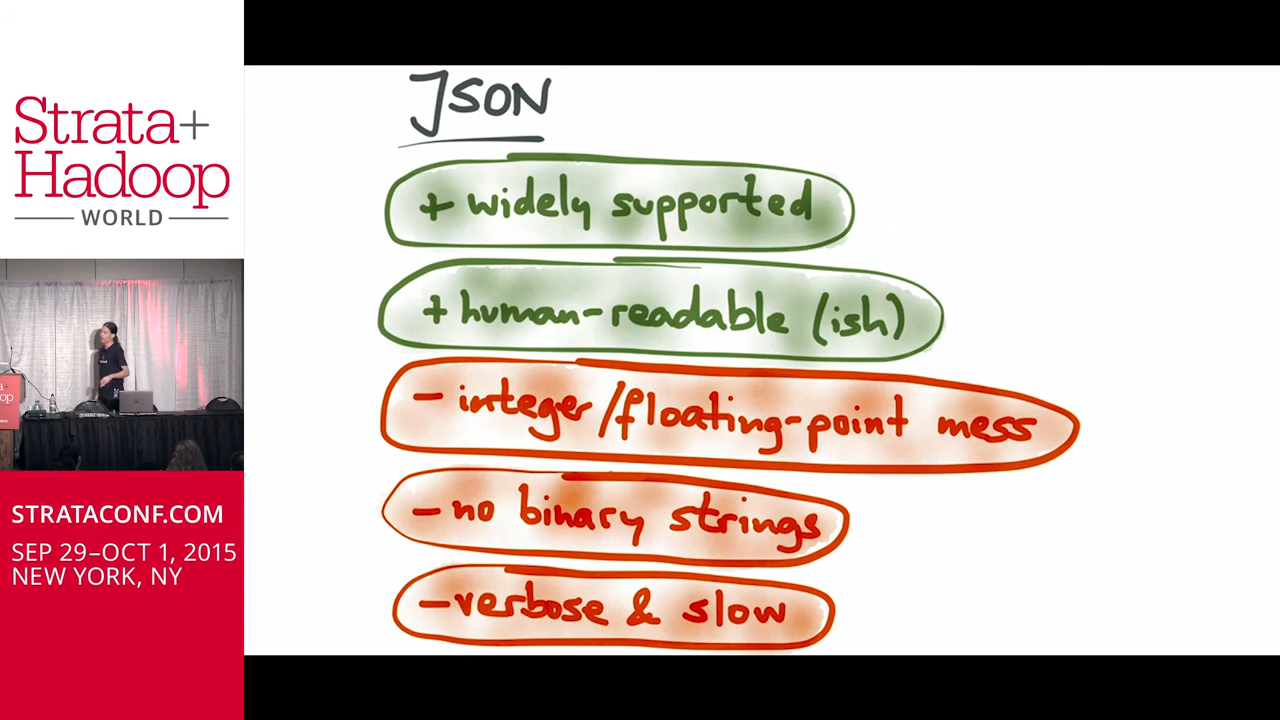 Strata+
Hadoop
WORLD
STRATACONF.COM
SEP 29–OCT 1, 2015
NEW YORK, NY
JSON
+ widely supported
+ human-readable (ish)
- integer/floating-point mess
- no binary strings
- verbose & slow